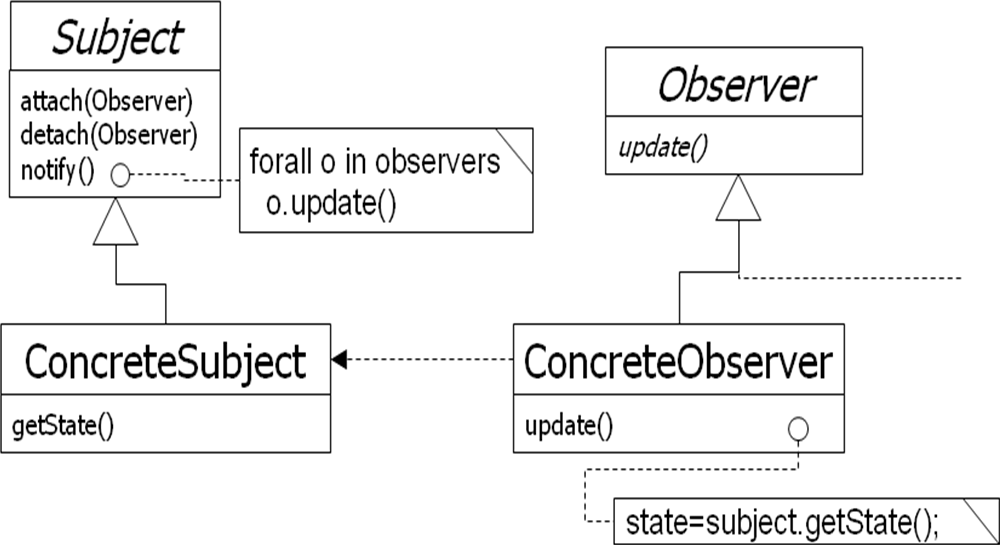 Subject
attach(Observer)
detach(Observer)
notify()
forall o in observers
o.update()
Observer
update()
ConcreteSubject
getState()
ConcreteObserver
update()
state=subject.getState();